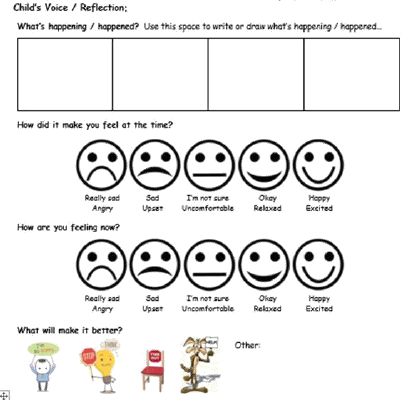 Child's Voice / Reflection:
What's happening / happened? Use this space to write or draw what's happening / happened...
How did it make you feel at the time?
Really sad Sad I'm not sure Okay Happy
Angry Upset Uncomfortable Relaxed Excited
How are you feeling now?
Really sad Sad I'm not sure Okay Happy
Angry Upset Uncomfortable Relaxed Excited
What will make it better?
Other:
STOP
THINK
TIME OUT
HELP